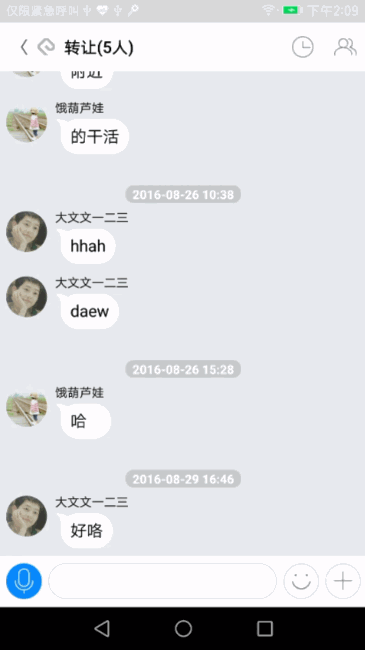 仅限紧急呼叫 下午2:09
转让(5人)
附近
饿葫芦娃
的干活
2016-08-26 10:38
大文文一二三
hhah
大文文一二三
daew
2016-08-26 15:28
饿葫芦娃
哈
2016-08-29 16:46
大文文一二三
好咯